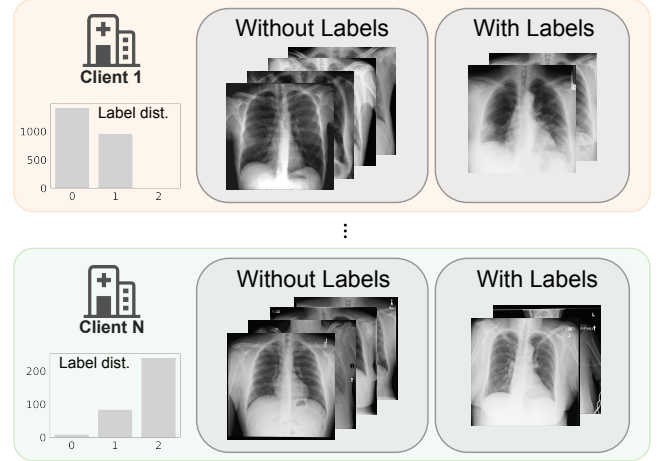 Without Labels
With Labels
Client 1
Label dist.
1000
500
0
0 1 2
⋮
Without Labels
With Labels
Client N
Label dist.
200
100
0
0 1 2